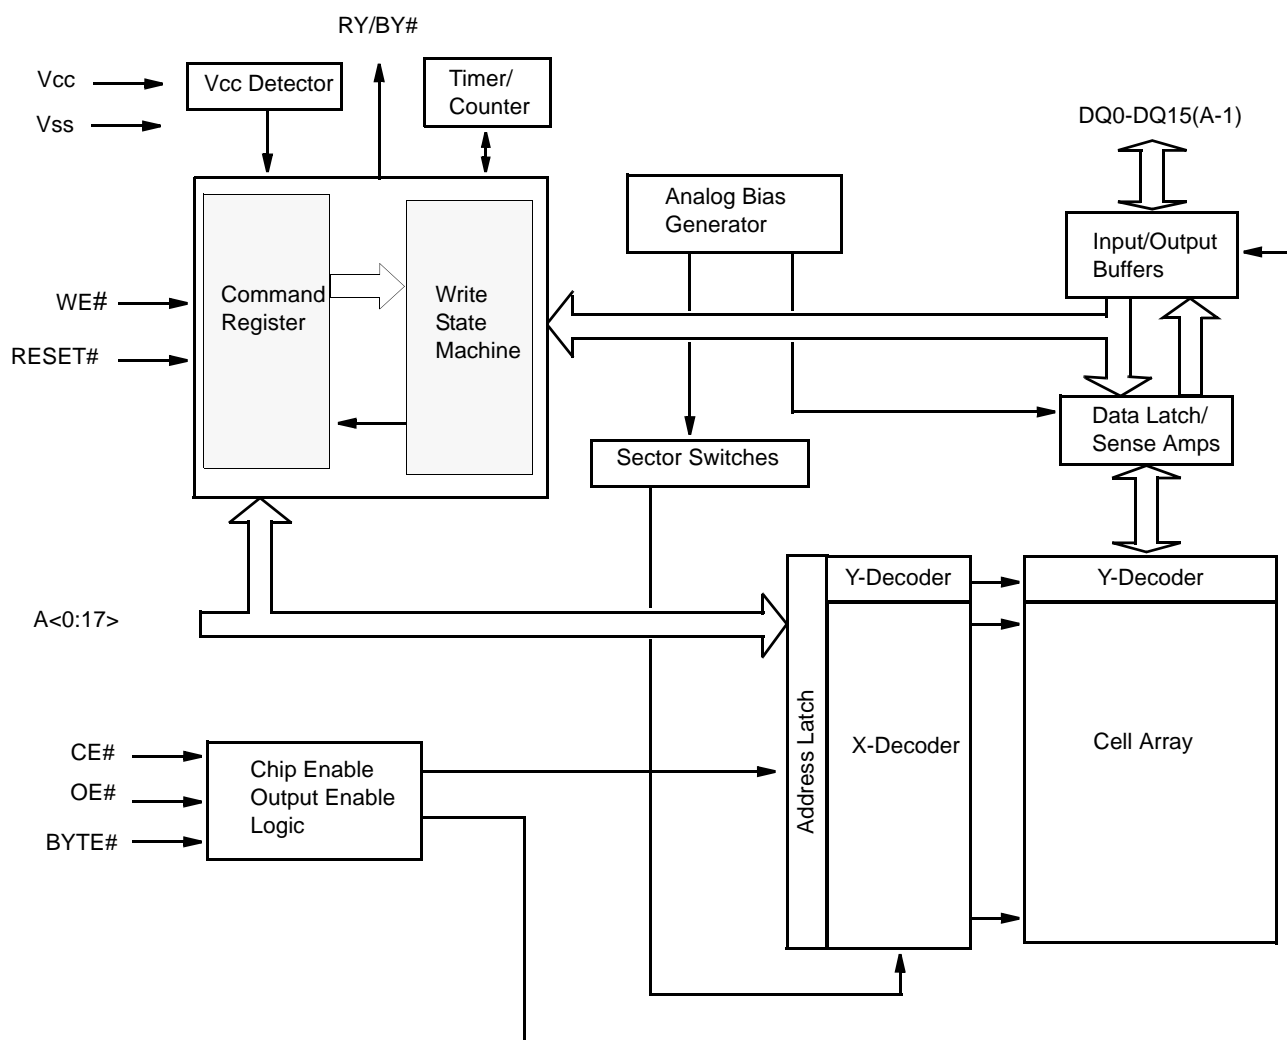 RY/BY#
Vcc
Vss
Vcc Detector
Timer/
Counter
DQ0-DQ15(A-1)
Analog Bias
Generator
Input/Output
Buffers
WE#
RESET#
Command
Register
Write
State
Machine
Data Latch/
Sense Amps
Sector Switches
Y-Decoder
Y-Decoder
A<0:17>
Address Latch
X-Decoder
Cell Array
CE#
OE#
BYTE#
Chip Enable
Output Enable
Logic